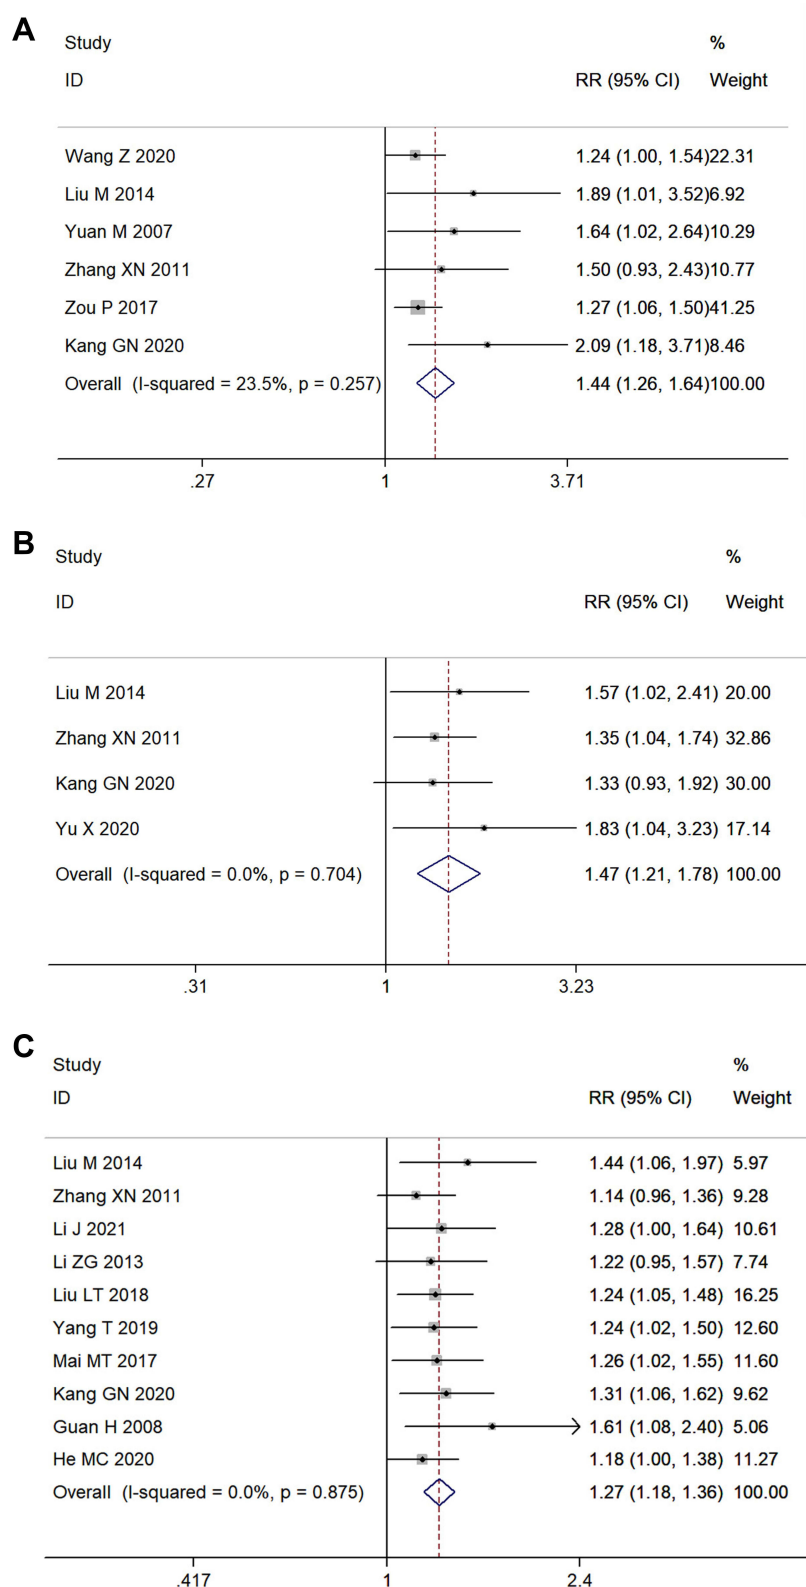 A
Study %
ID RR (95% CI) Weight
Wang Z 2020 1.24 (1.00, 1.54)22.31
Liu M 2014 1.89 (1.01, 3.52)6.92
Yuan M 2007 1.64 (1.02, 2.64)10.29
Zhang XN 2011 1.50 (0.93, 2.43)10.77
Zou P 2017 1.27 (1.06, 1.50)41.25
Kang GN 2020 2.09 (1.18, 3.71)8.46
Overall (I-squared = 23.5%, p = 0.257) 1.44 (1.26, 1.64)100.00
.27 1 3.71
B
Study %
ID RR (95% CI) Weight
Liu M 2014 1.57 (1.02, 2.41) 20.00
Zhang XN 2011 1.35 (1.04, 1.74) 32.86
Kang GN 2020 1.33 (0.93, 1.92) 30.00
Yu X 2020 1.83 (1.04, 3.23) 17.14
Overall (I-squared = 0.0%, p = 0.704) 1.47 (1.21, 1.78) 100.00
.31 1 3.23
C
Study %
ID RR (95% CI) Weight
Liu M 2014 1.44 (1.06, 1.97) 5.97
Zhang XN 2011 1.14 (0.96, 1.36) 9.28
Li J 2021 1.28 (1.00, 1.64) 10.61
Li ZG 2013 1.22 (0.95, 1.57) 7.74
Liu LT 2018 1.24 (1.05, 1.48) 16.25
Yang T 2019 1.24 (1.02, 1.50) 12.60
Mai MT 2017 1.26 (1.02, 1.55) 11.60
Kang GN 2020 1.31 (1.06, 1.62) 9.62
Guan H 2008 1.61 (1.08, 2.40) 5.06
He MC 2020 1.18 (1.00, 1.38) 11.27
Overall (I-squared = 0.0%, p = 0.875) 1.27 (1.18, 1.36) 100.00
.417 1 2.4